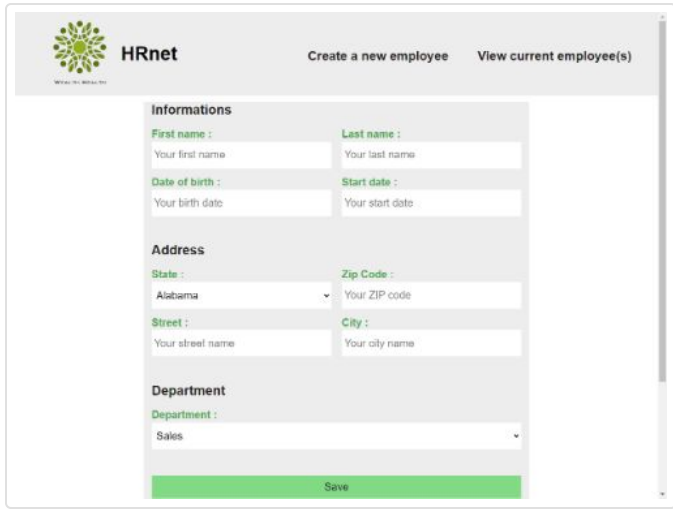 HRnet
Create a new employee
View current employee(s)
WEALTH HEALTH
Informations
First name :
Last name :
Your first name
Your last name
Date of birth :
Start date :
Your birth date
Your start date
Address
State :
Zip Code :
Alabama
Your ZIP code
Street :
City :
Your street name
Your city name
Department
Department :
Sales
Save